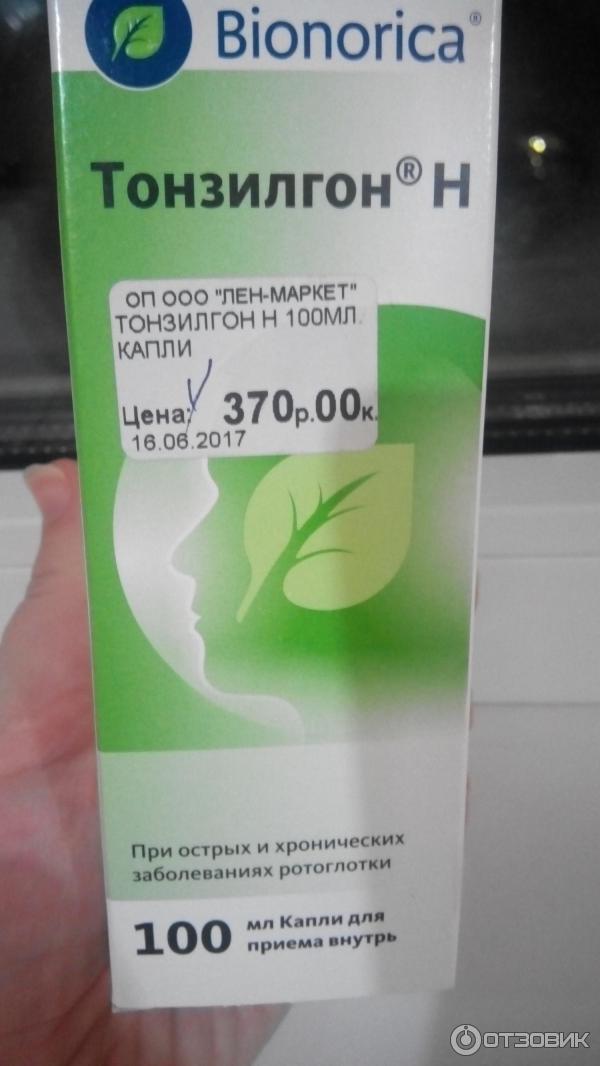 Bionorica®
Тонзилгон® Н
ОП ООО "ЛЕН-МАРКЕТ"
ТОНЗИЛГОН Н 100МЛ.
КАПЛИ
Цена: 370р.00к.
16.06.2017
При острых и хронических
заболеваниях ротоглотки
100 мл Капли для
приема внутрь
ОТЗОВИК